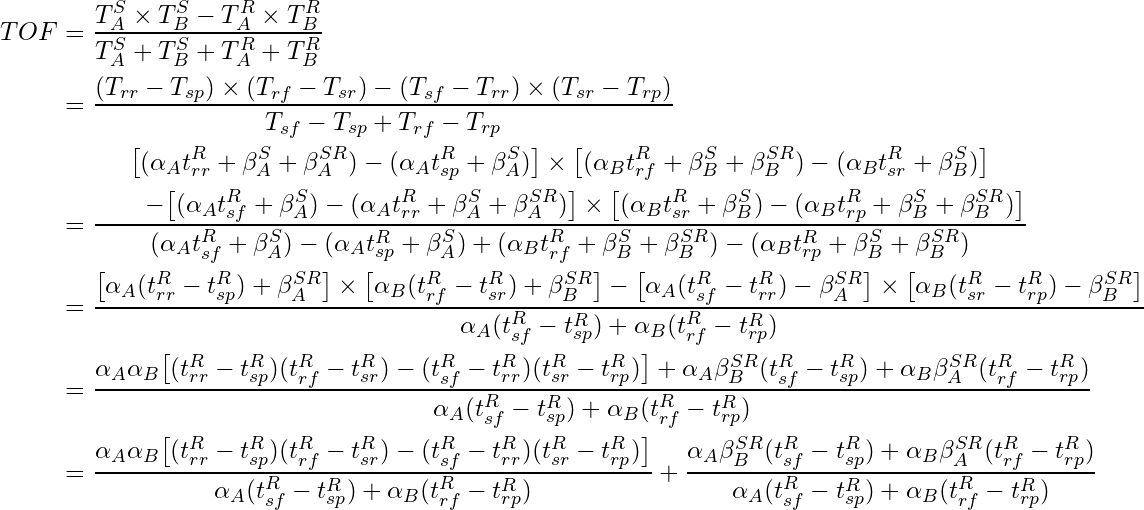 TOF = \frac{T_A^S \times T_B^S - T_A^R \times T_B^R}{T_A^S + T_B^S + T_A^R + T_B^R}
= \frac{(T_{rr} - T_{sp}) \times (T_{rf} - T_{sr}) - (T_{sf} - T_{rr}) \times (T_{sr} - T_{rp})}{T_{sf} - T_{sp} + T_{rf} - T_{rp}}
= \frac{[(\alpha_A t_{rr}^R + \beta_A^S + \beta_A^{SR}) - (\alpha_A t_{sp}^R + \beta_A^S)] \times [(\alpha_B t_{rf}^R + \beta_B^S + \beta_B^{SR}) - (\alpha_B t_{sr}^R + \beta_B^S)] - [(\alpha_A t_{sf}^R + \beta_A^S) - (\alpha_A t_{rr}^R + \beta_A^S + \beta_A^{SR})] \times [(\alpha_B t_{sr}^R + \beta_B^S) - (\alpha_B t_{rp}^R + \beta_B^S + \beta_B^{SR})]}{(\alpha_A t_{sf}^R + \beta_A^S) - (\alpha_A t_{sp}^R + \beta_A^S) + (\alpha_B t_{rf}^R + \beta_B^S + \beta_B^{SR}) - (\alpha_B t_{rp}^R + \beta_B^S + \beta_B^{SR})}
= \frac{[\alpha_A(t_{rr}^R - t_{sp}^R) + \beta_A^{SR}] \times [\alpha_B(t_{rf}^R - t_{sr}^R) + \beta_B^{SR}] - [\alpha_A(t_{sf}^R - t_{rr}^R) - \beta_A^{SR}] \times [\alpha_B(t_{sr}^R - t_{rp}^R) - \beta_B^{SR}]}{\alpha_A(t_{sf}^R - t_{sp}^R) + \alpha_B(t_{rf}^R - t_{rp}^R)}
= \frac{\alpha_A\alpha_B[(t_{rr}^R - t_{sp}^R)(t_{rf}^R - t_{sr}^R) - (t_{sf}^R - t_{rr}^R)(t_{sr}^R - t_{rp}^R)] + \alpha_A\beta_B^{SR}(t_{sf}^R - t_{sp}^R) + \alpha_B\beta_A^{SR}(t_{rf}^R - t_{rp}^R)}{\alpha_A(t_{sf}^R - t_{sp}^R) + \alpha_B(t_{rf}^R - t_{rp}^R)}
= \frac{\alpha_A\alpha_B[(t_{rr}^R - t_{sp}^R)(t_{rf}^R - t_{sr}^R) - (t_{sf}^R - t_{rr}^R)(t_{sr}^R - t_{rp}^R)]}{\alpha_A(t_{sf}^R - t_{sp}^R) + \alpha_B(t_{rf}^R - t_{rp}^R)} + \frac{\alpha_A\beta_B^{SR}(t_{sf}^R - t_{sp}^R) + \alpha_B\beta_A^{SR}(t_{rf}^R - t_{rp}^R)}{\alpha_A(t_{sf}^R - t_{sp}^R) + \alpha_B(t_{rf}^R - t_{rp}^R)}